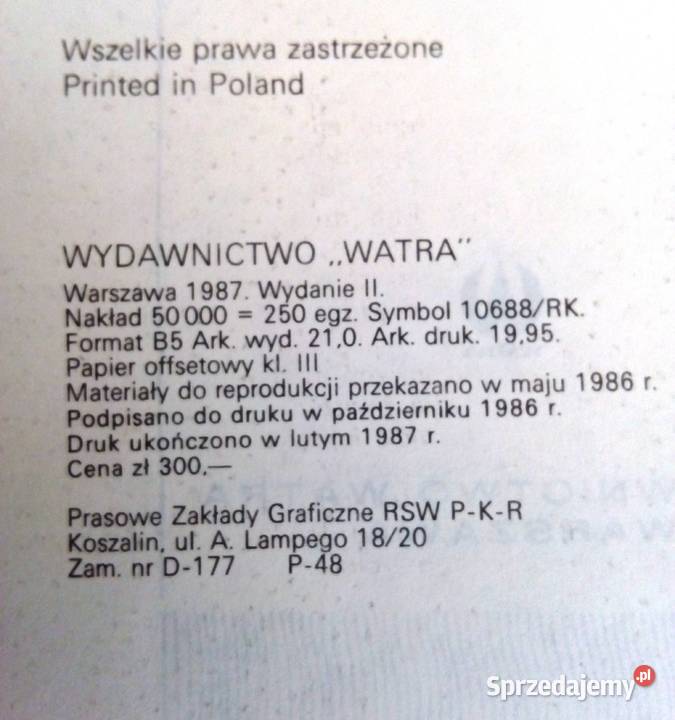 Wszelkie prawa zastrzeżone
Printed in Poland
WYDAWNICTWO „WATRA”
Warszawa 1987. Wydanie II.
Nakład 50 000 = 250 egz. Symbol 10688/RK.
Format B5 Ark. wyd. 21,0. Ark. druk. 19,95.
Papier offsetowy kl. III
Materiały do reprodukcji przekazano w maju 1986 r.
Podpisano do druku w październiku 1986 r.
Druk ukończono w lutym 1987 r.
Cena zł 300,—
Prasowe Zakłady Graficzne RSW P-K-R
Koszalin, ul. A. Lampego 18/20
Zam. nr D-177 P-48
Sprzedajemy.pl